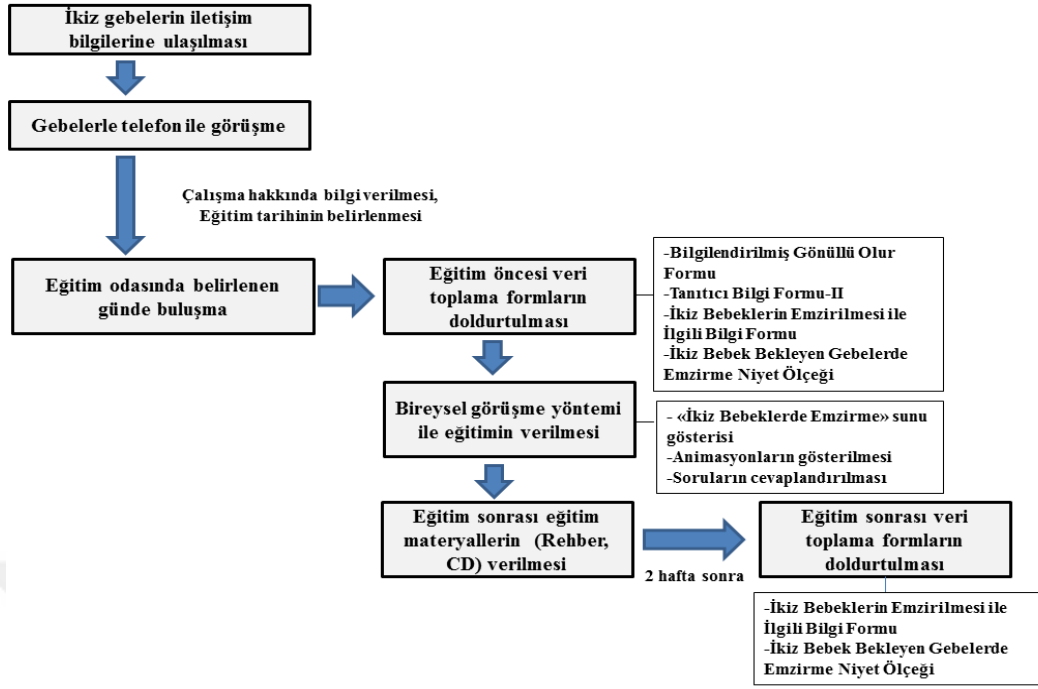 İkiz gebelerin iletişim
bilgilerine ulaşılması
Gebelerle telefon ile görüşme
Çalışma hakkında bilgi verilmesi,
Eğitim tarihinin belirlenmesi
Eğitim odasında belirlenen
günde buluşma
Eğitim öncesi veri
toplama formların
doldurtulması
-Bilgilendirilmiş Gönüllü Olur
Formu
-Tanıtıcı Bilgi Formu-II
-İkiz Bebeklerin Emzirilmesi ile
İlgili Bilgi Formu
-İkiz Bebek Bekleyen Gebelerde
Emzirme Niyet Ölçeği
Bireysel görüşme yöntemi
ile eğitimin verilmesi
- «İkiz Bebeklerde Emzirme» sunu
gösterisi
-Animasyonların gösterilmesi
-Soruların cevaplandırılması
Eğitim sonrası eğitim
materyallerin (Rehber,
CD) verilmesi
2 hafta sonra
Eğitim sonrası veri
toplama formların
doldurtulması
-İkiz Bebeklerin Emzirilmesi ile
İlgili Bilgi Formu
-İkiz Bebek Bekleyen Gebelerde
Emzirme Niyet Ölçeği